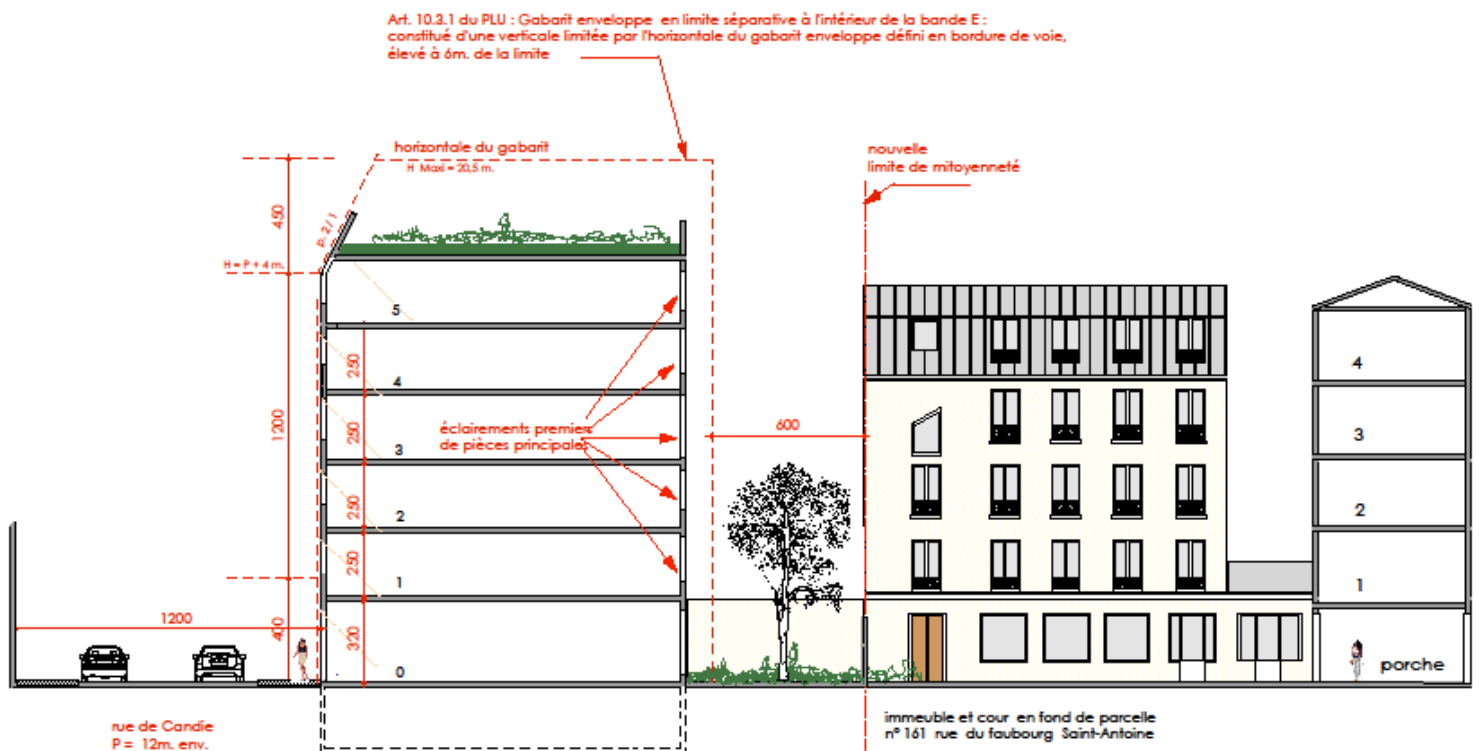 Art. 10.3.1 du PLU : Gabarit enveloppe en limite séparative à l'intérieur de la bande E :
constitué d'une verticale limitée par l'horizontale du gabarit enveloppe défini en bordure de voie,
élevé à 6m. de la limite
horizontale du gabarit
H Maxi = 20,5 m.
nouvelle
limite de mitoyenneté
450
P- 2 / 1
H = P + 4 m.
5
250
4
4
1200
éclairements premiers
de pièces principales
600
250
3
3
250
2
2
250
1
1
1200
400
320
0
porche
rue de Candie
P = 12m. env.
immeuble et cour en fond de parcelle
n° 161 rue du faubourg Saint-Antoine